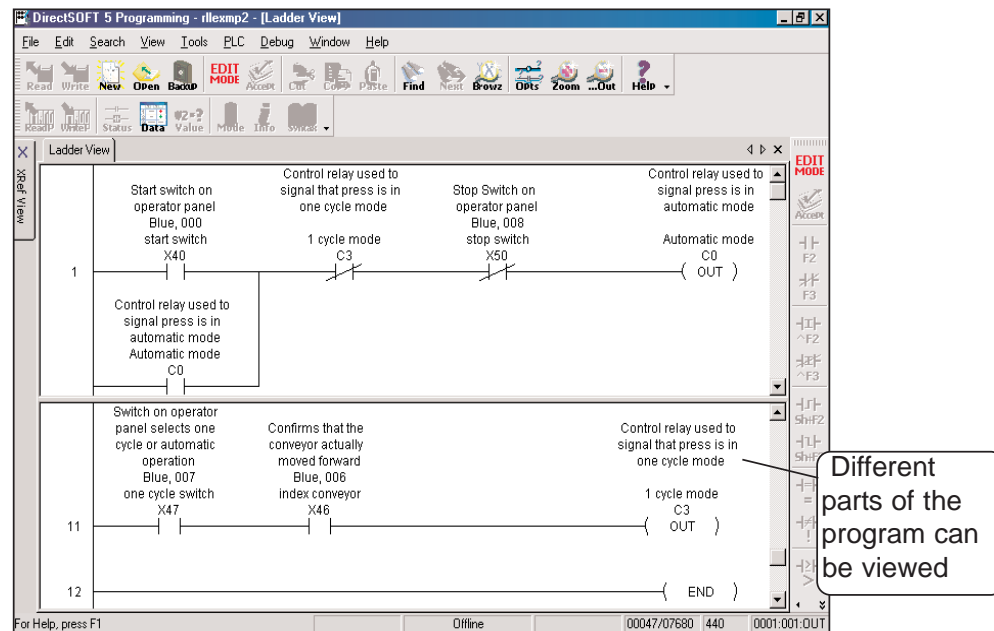 DirectSOFT 5 Programming - rllexmp2 - [Ladder View]
File Edit Search View Tools PLC Debug Window Help
Read Write New Open Backup EDIT MODE Accept Cut Copy Paste Find Next Browz Opts Zoom ...Out Help
ReadP WriteP Status Data Value Mode Info Syntax
Ladder View
XRef View
Start switch on
operator panel
Blue, 000
start switch
X40
Control relay used to
signal that press is in
one cycle mode
1 cycle mode
C3
Stop Switch on
operator panel
Blue, 008
stop switch
X50
Control relay used to
signal press is in
automatic mode
Automatic mode
C0
OUT
1
Control relay used to
signal press is in
automatic mode
Automatic mode
C0
Switch on operator
panel selects one
cycle or automatic
operation
Blue, 007
one cycle switch
X47
Confirms that the
conveyor actually
moved forward
Blue, 006
index conveyor
X46
Control relay used to
signal that press is in
one cycle mode
1 cycle mode
C3
OUT
11
12
END
EDIT
MODE
Accept
F2
F3
^F2
^F3
Sh+F2
Different
parts of the
program can
be viewed
For Help, press F1
Offline
00047/07680 440 0001:001:OUT